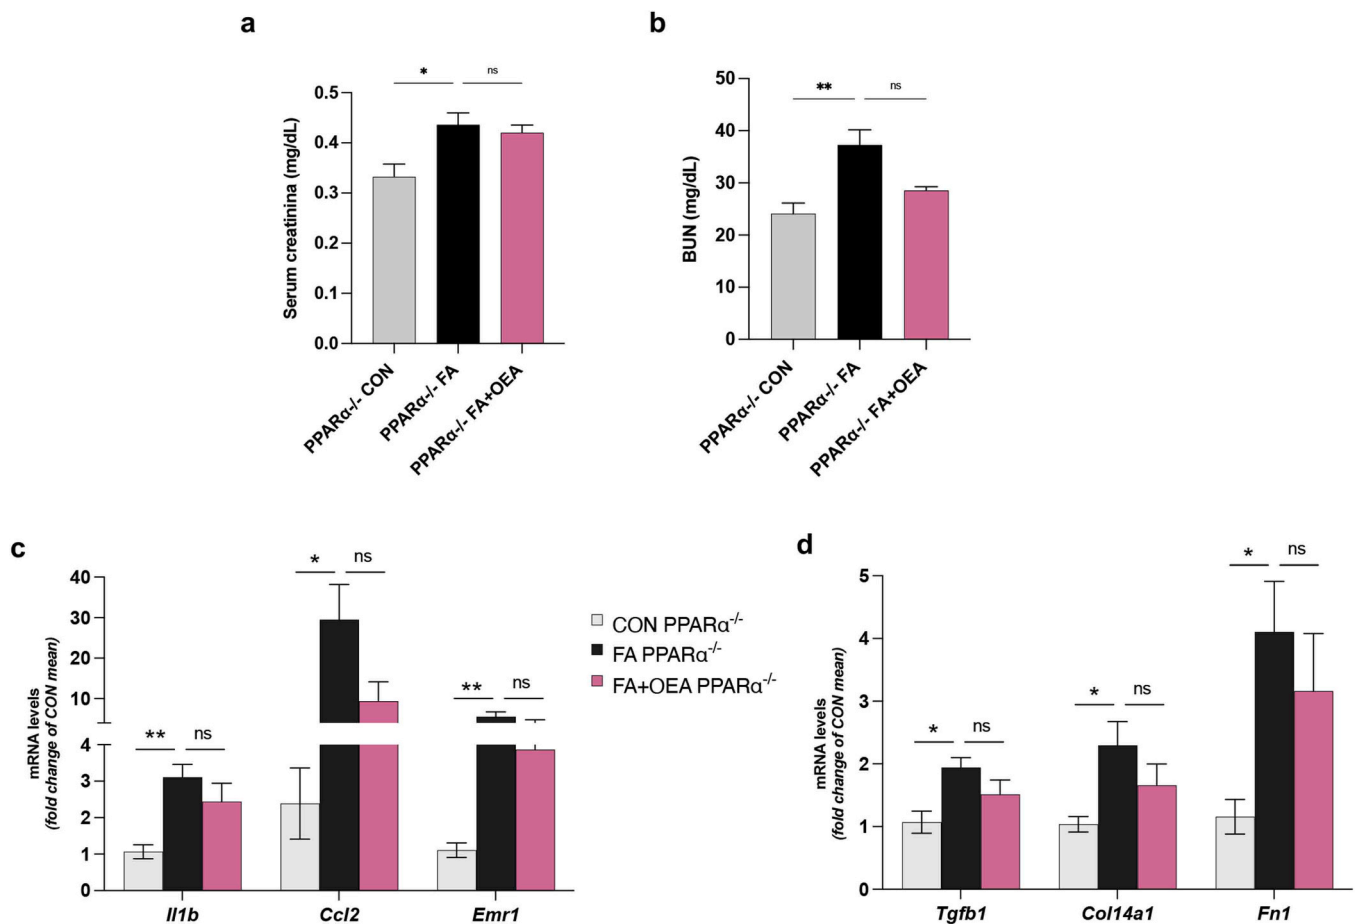 a
* ns
Serum creatinina (mg/dL)
0.5
0.4
0.3
0.2
0.1
0.0
PPARα-/- CON
PPARα-/- FA
PPARα-/- FA+OEA
b
** ns
BUN (mg/dL)
50
40
30
20
10
0
PPARα-/- CON
PPARα-/- FA
PPARα-/- FA+OEA
c
mRNA levels
(fold change of CON mean)
40
30
20
10
4
3
2
1
0
** ns
* ns
** ns
Il1b
Ccl2
Emr1
CON PPARα-/-
FA PPARα-/-
FA+OEA PPARα-/-
d
mRNA levels
(fold change of CON mean)
5
4
3
2
1
0
* ns
* ns
* ns
Tgfb1
Col14a1
Fn1